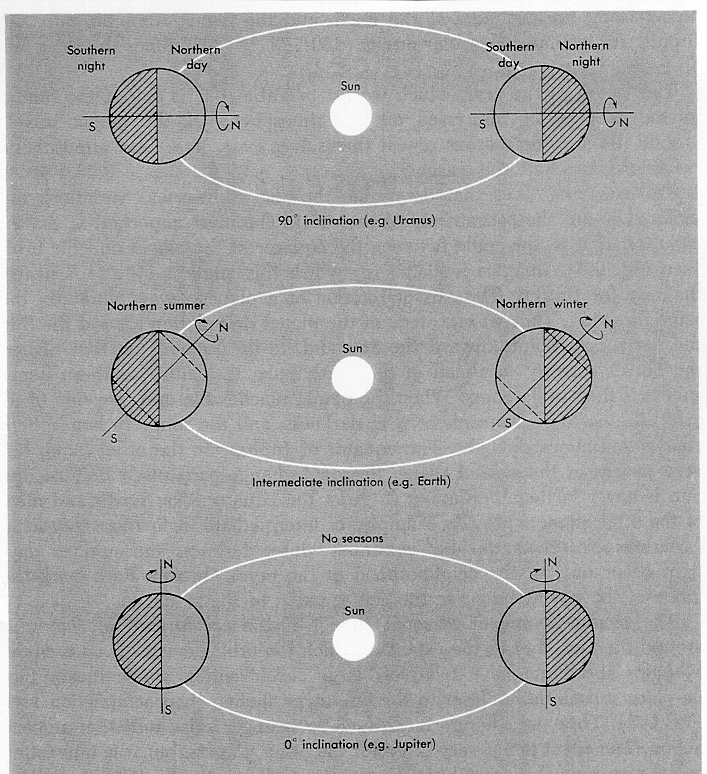 Southern
night
Northern
day
Southern
day
Northern
night
Sun
S
N
S
N
90° inclination (e.g. Uranus)
Northern summer
Northern winter
N
N
Sun
S
S
Intermediate inclination (e.g. Earth)
No seasons
N
N
Sun
S
S
0° inclination (e.g. Jupiter)